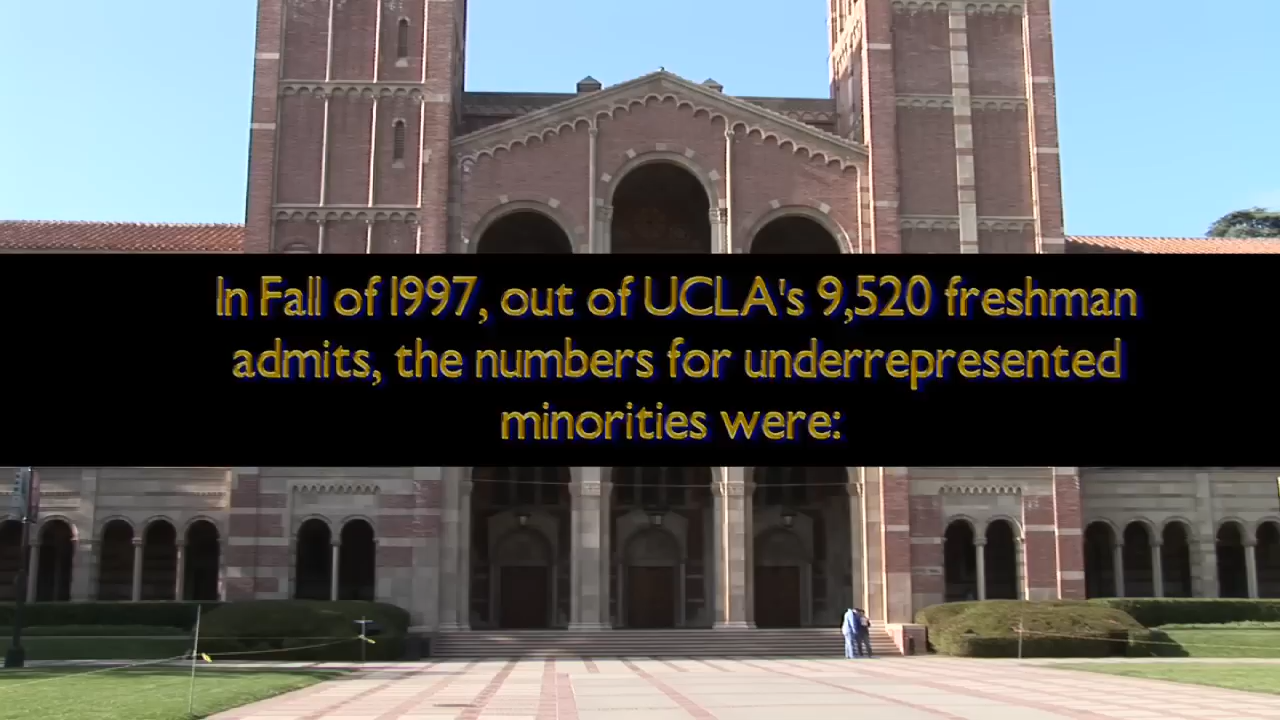 In Fall of 1997, out of UCLA's 9,520 freshman
admits, the numbers for underrepresented
minorities were: